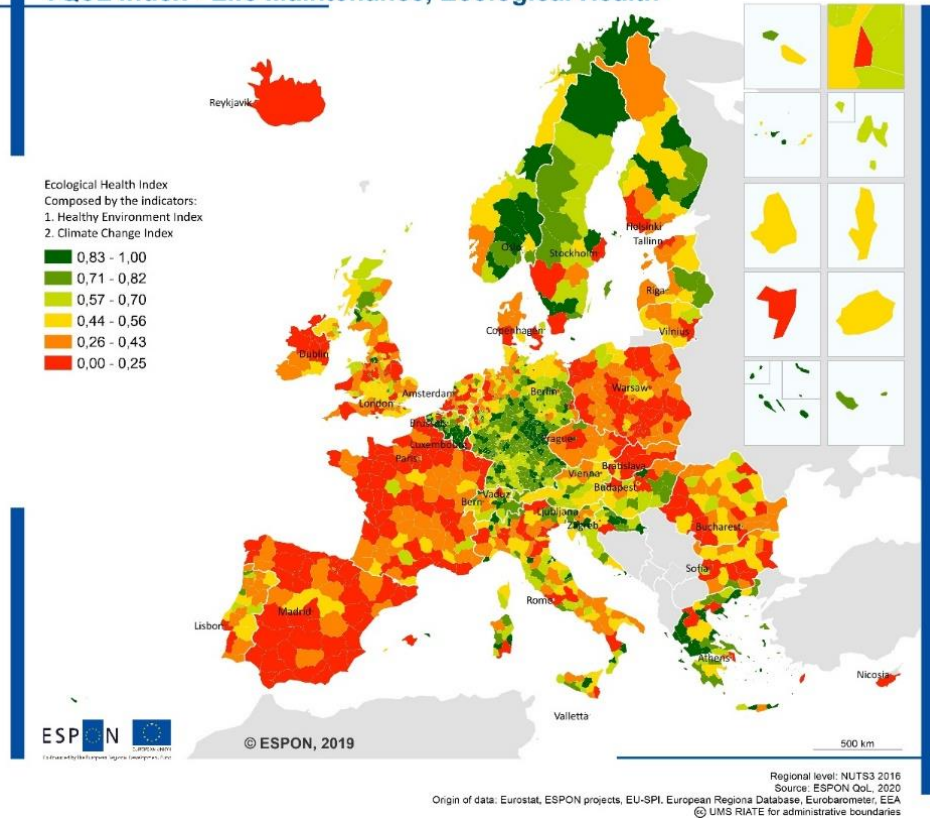 Reykjavik
Ecological Health Index
Composed by the indicators:
1. Healthy Environment Index
2. Climate Change Index
0,83 - 1,00
0,71 - 0,82
0,57 - 0,70
0,44 - 0,56
0,26 - 0,43
0,00 - 0,25
Oslo
Helsinki
Tallinn
Stockholm
Riga
Copenhagen
Vilnius
Dublin
Berlin
Warsaw
Amsterdam
London
Brussels
Prague
Luxembourg
Paris
Bratislava
Vienna
Budapest
Vaduz
Bern
Ljubljana
Zagreb
Bucharest
Sofia
Rome
Madrid
Lisbon
Athens
Nicosia
Valletta
ESPON
EUROPEAN UNION
© ESPON, 2019
500 km
Regional level: NUTS3 2016
Source: ESPON QoL, 2020
Origin of data: Eurostat, ESPON projects, EU-SPI. European Regiona Database, Eurobarometer, EEA
UMS RIATE for administrative boundaries